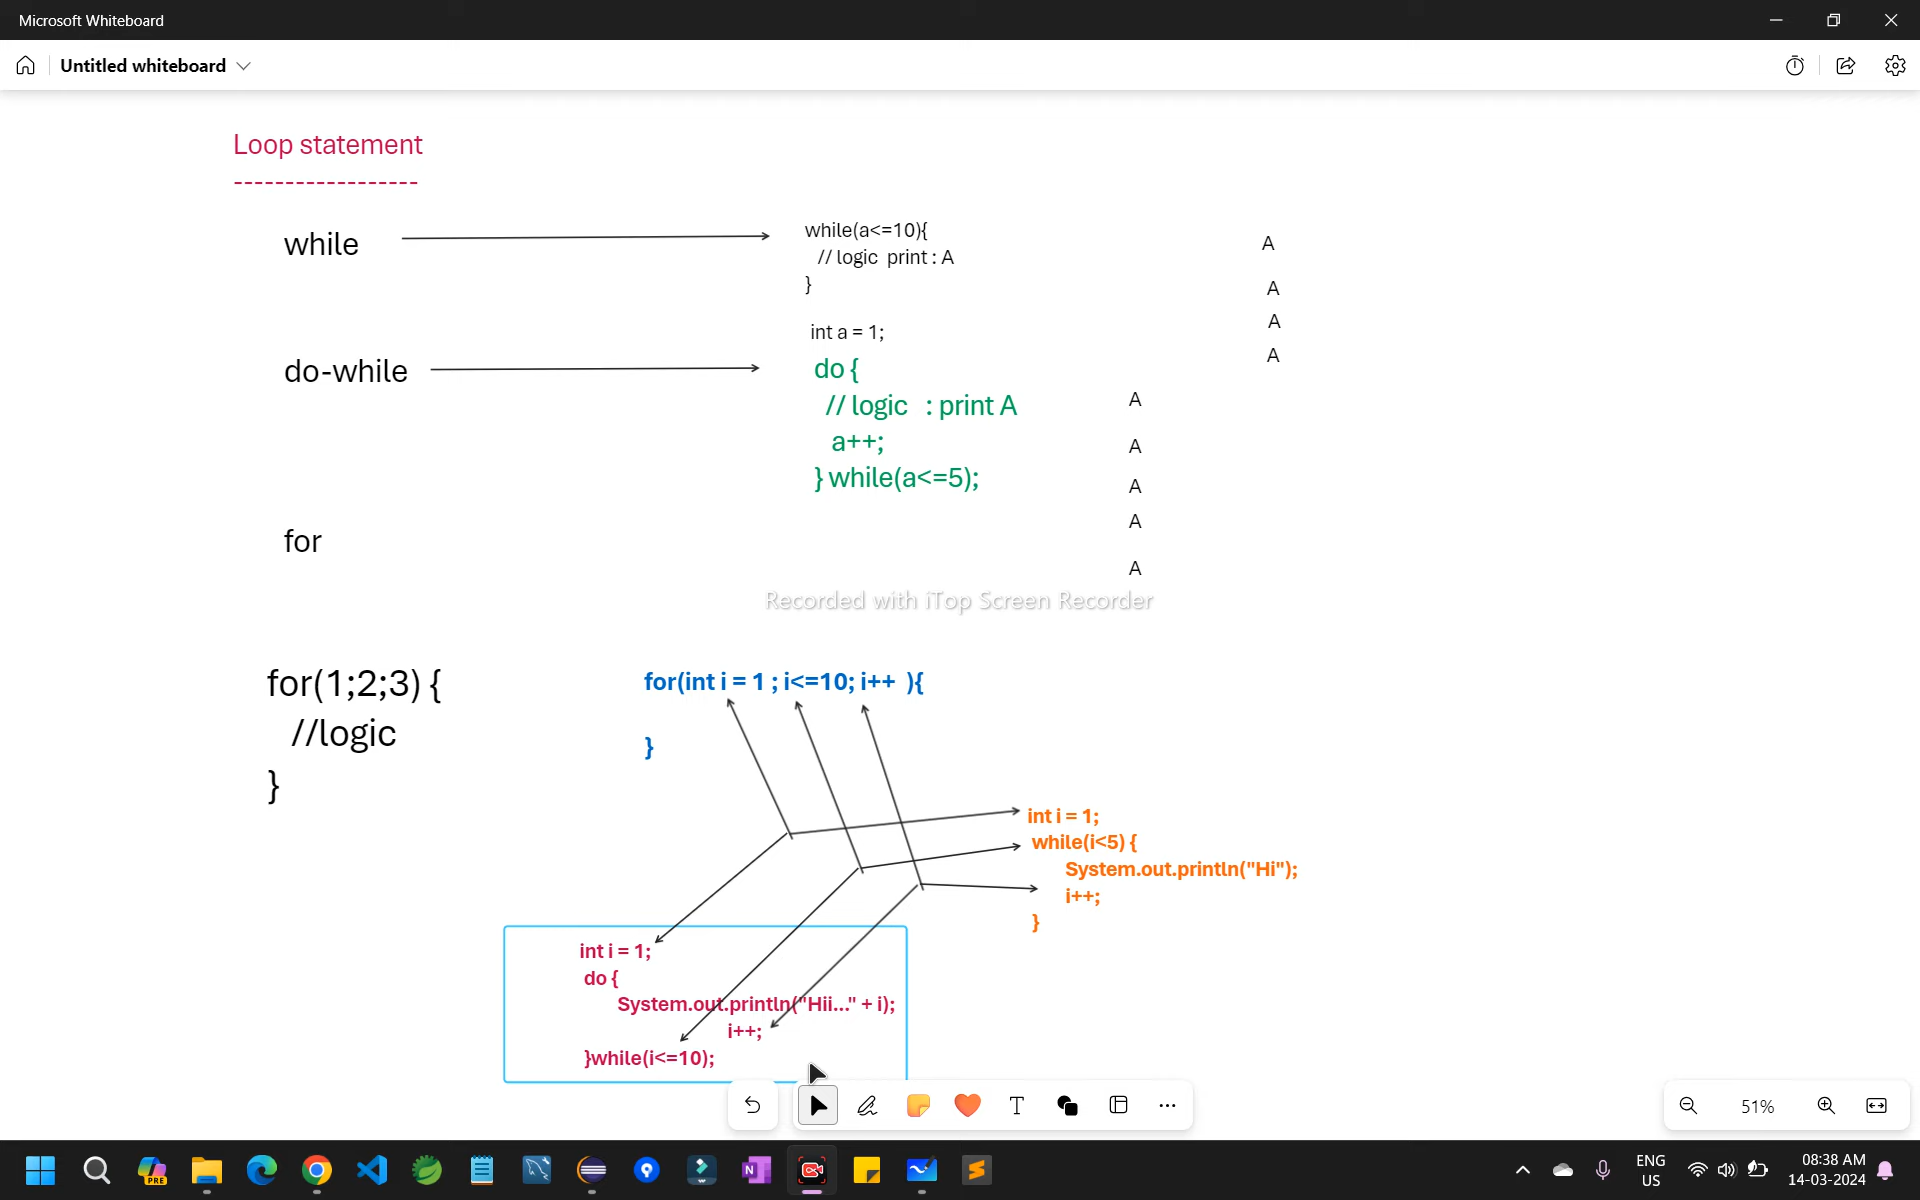 Microsoft Whiteboard
Untitled whiteboard
Loop statement
------------------
while
while(a<=10){
// logic print : A
}
A
A
A
A
int a = 1;
do-while
do {
// logic : print A
a++;
} while(a<=5);
A
A
A
A
A
for
Recorded with iTop Screen Recorder
for(1;2;3) {
//logic
}
for(int i = 1 ; i<=10; i++ ){
}
int i = 1;
while(i<5) {
System.out.println("Hi");
i++;
}
int i = 1;
do {
System.out.println("Hii..." + i);
i++;
}while(i<=10);
51%
PRE
ENG
US
08:38 AM
14-03-2024